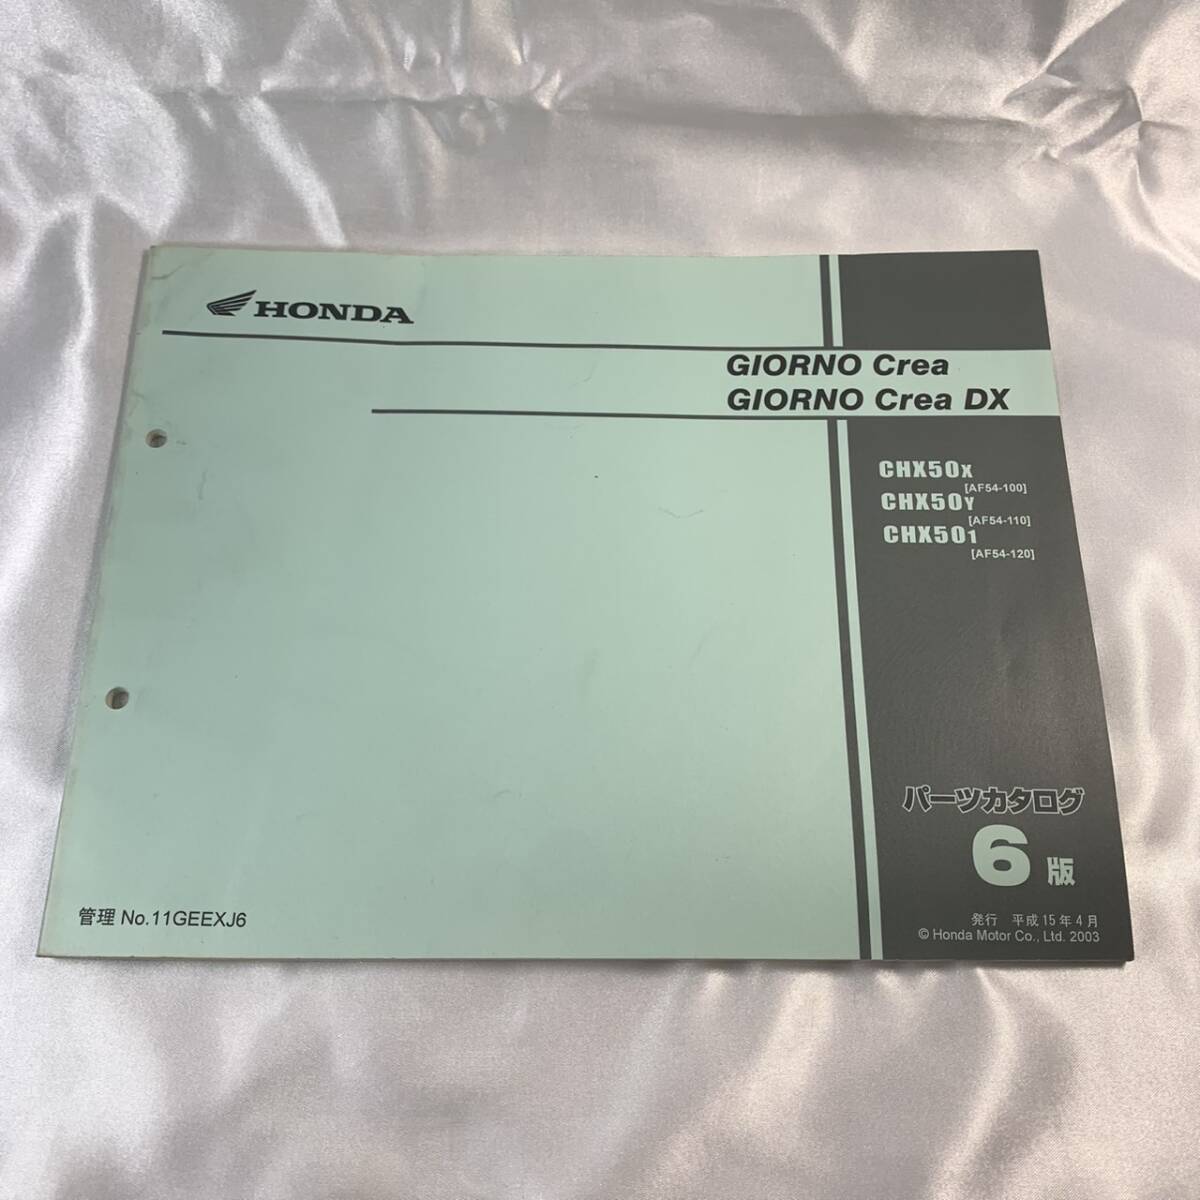 HONDA
GIORNO Crea
GIORNO Crea DX
CHX50X
[AF54-100]
CHX50Y
[AF54-110]
CHX501
[AF54-120]
パーツカタログ
6版
管理 No.11GEEXJ6
発行 平成15年4月
© Honda Motor Co., Ltd. 2003